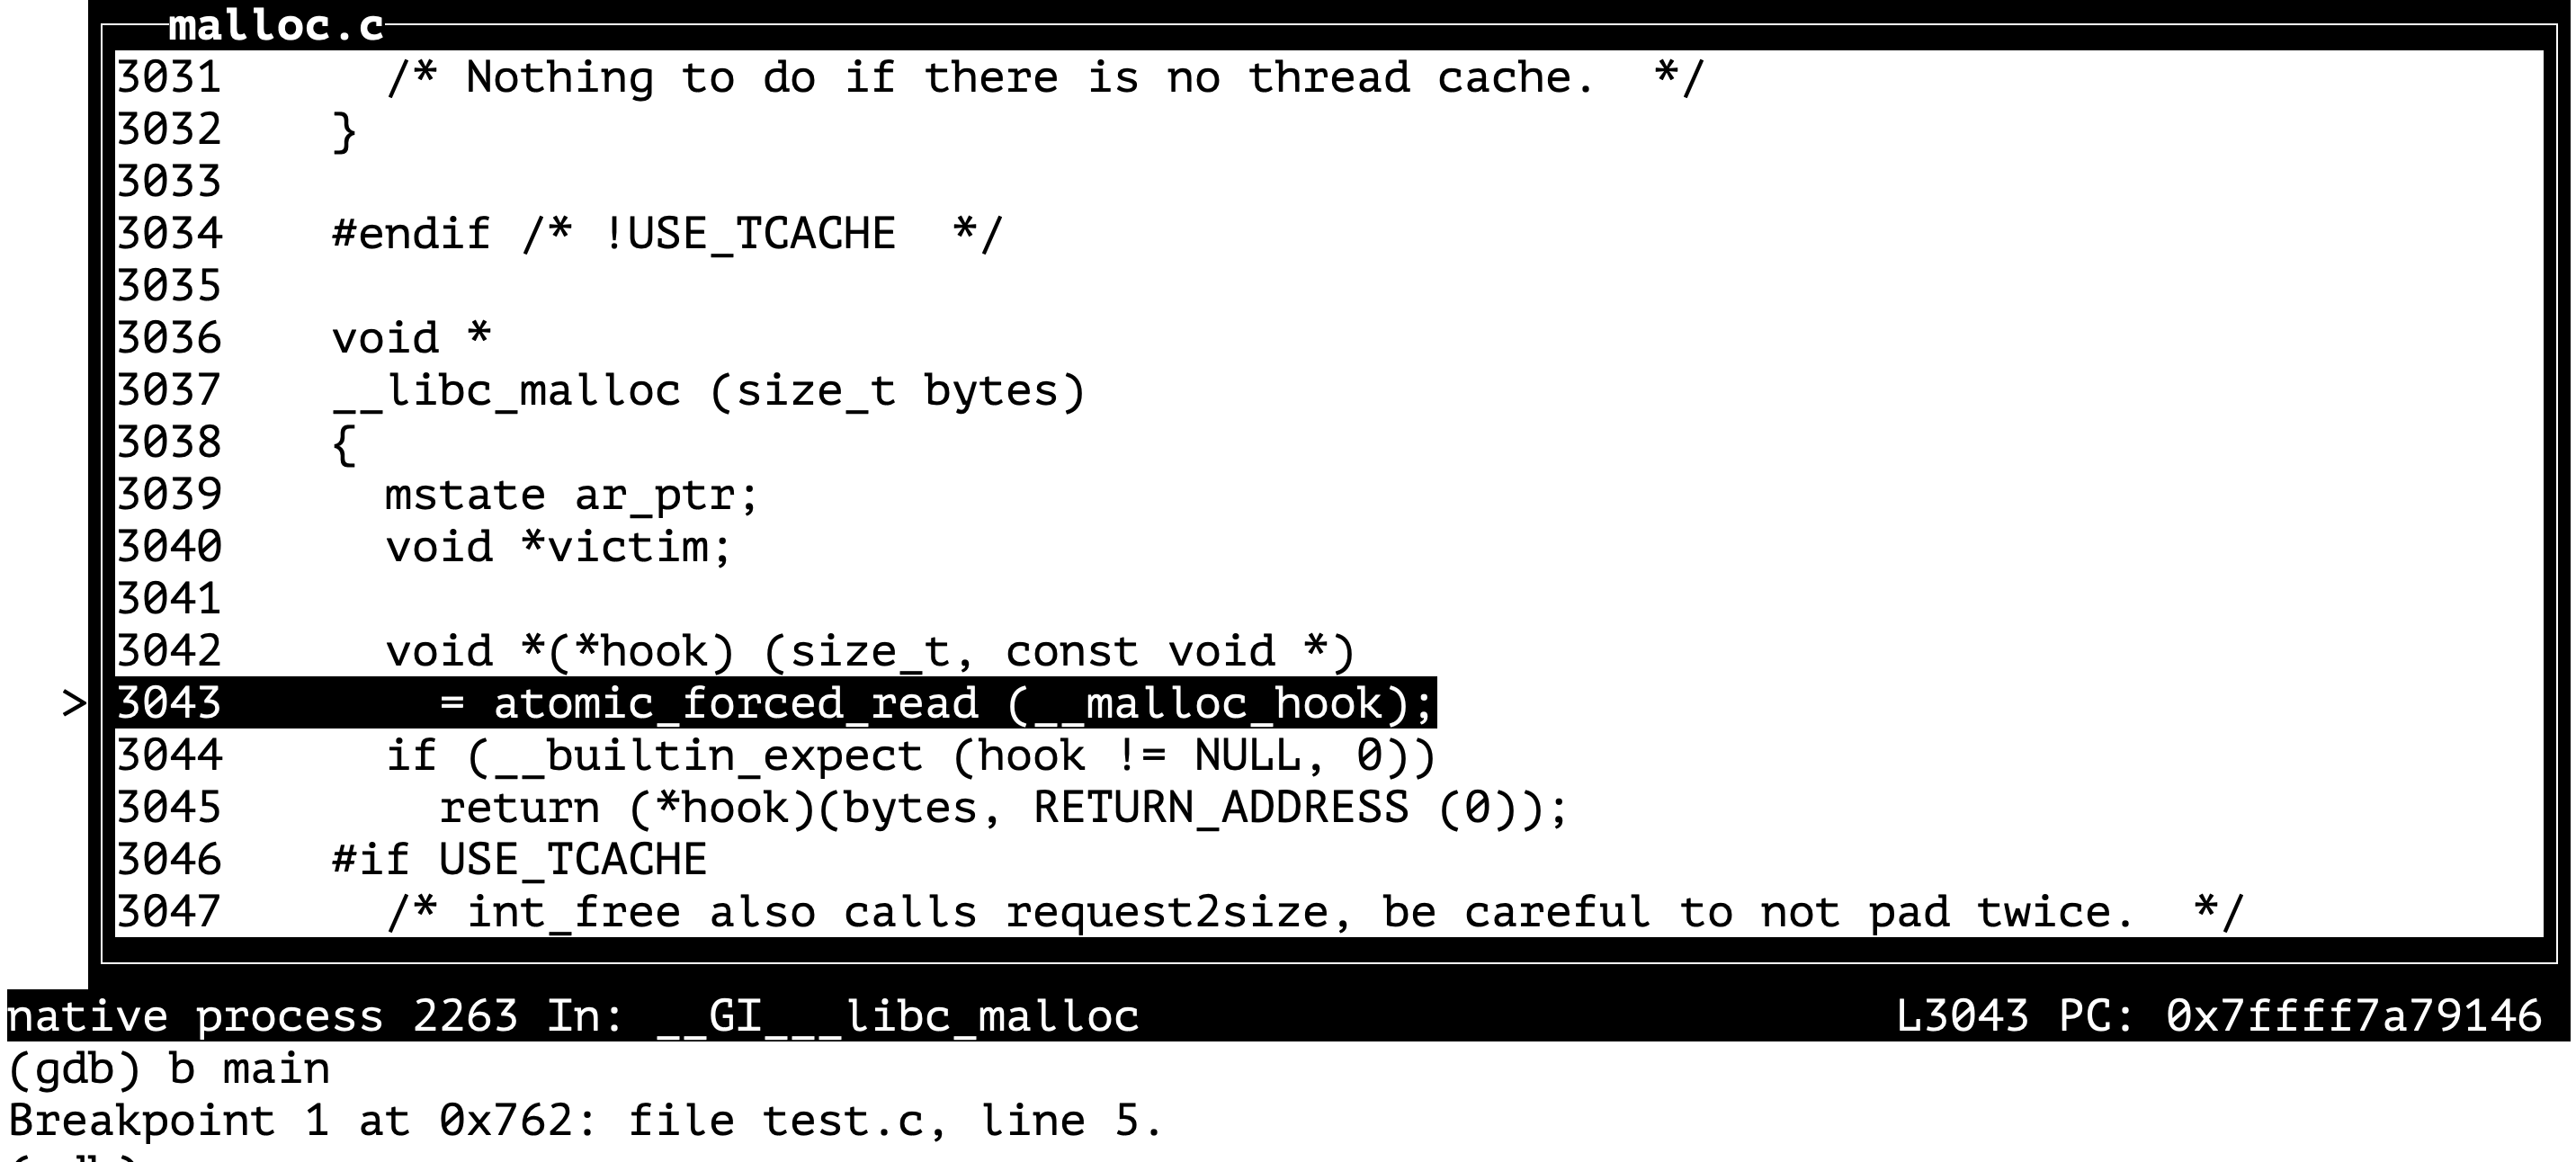 malloc.c
3031      /* Nothing to do if there is no thread cache.  */
3032    }
3033
3034    #endif /* !USE_TCACHE  */
3035
3036    void *
3037    __libc_malloc (size_t bytes)
3038    {
3039      mstate ar_ptr;
3040      void *victim;
3041
3042      void *(*hook) (size_t, const void *)
> 3043        = atomic_forced_read (__malloc_hook);
3044      if (__builtin_expect (hook != NULL, 0))
3045        return (*hook)(bytes, RETURN_ADDRESS (0));
3046    #if USE_TCACHE
3047      /* int_free also calls request2size, be careful to not pad twice.  */
native process 2263 In: __GI___libc_malloc L3043 PC: 0x7ffff7a79146
(gdb) b main
Breakpoint 1 at 0x762: file test.c, line 5.